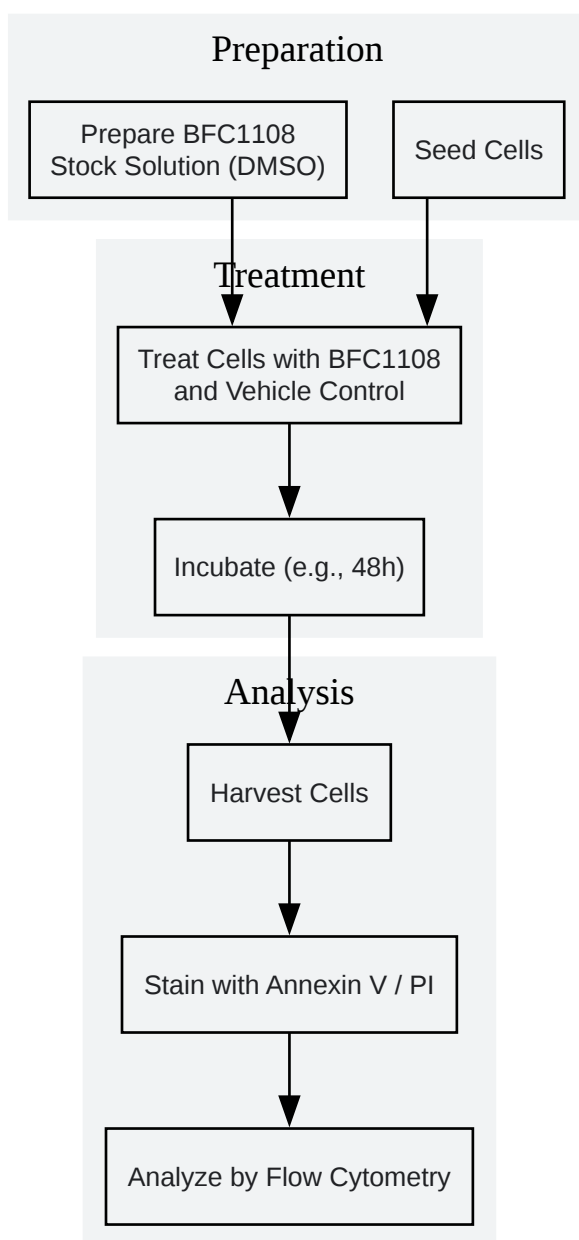 Preparation
Prepare BFC1108
Stock Solution (DMSO)
Seed Cells
Treatment
Treat Cells with BFC1108
and Vehicle Control
Incubate (e.g., 48h)
Analysis
Harvest Cells
Stain with Annexin V / PI
Analyze by Flow Cytometry